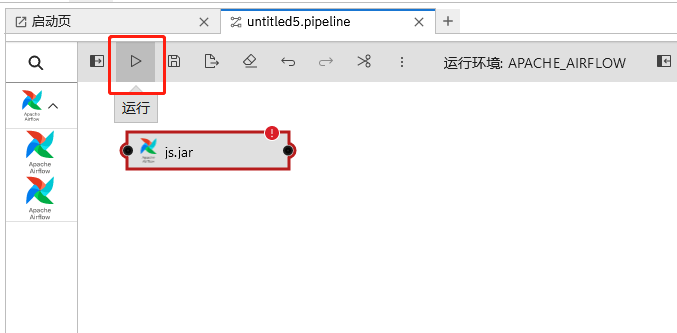 启动页
untitled5.pipeline
运行环境: APACHE_AIRFLOW
Apache
Airflow
运行
js.jar
Apache
Airflow
Apache
Airflow